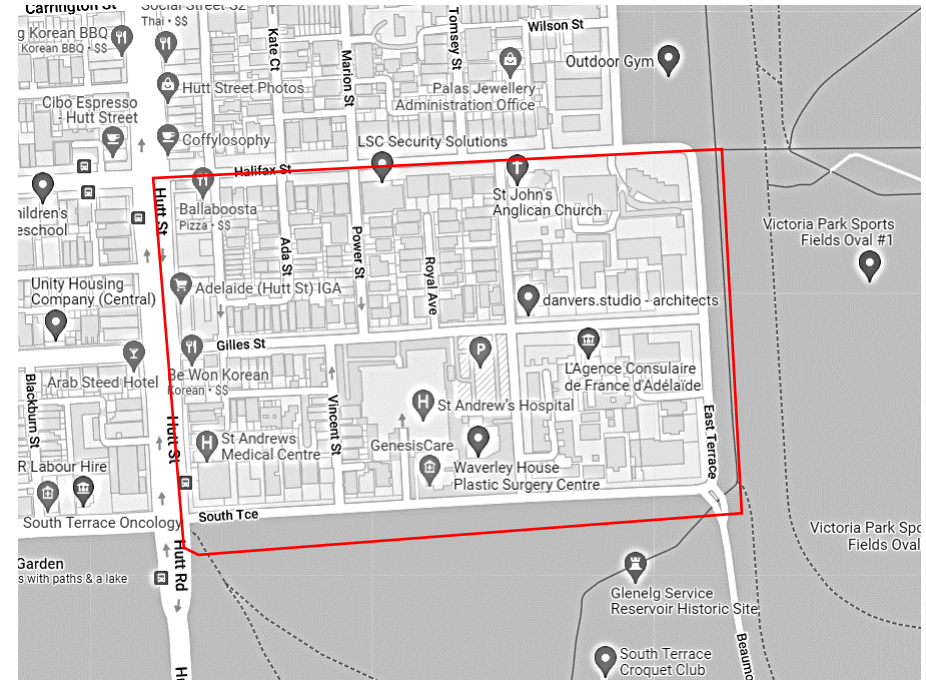 Carrington St
Social Street S2
Thai • $$
g Korean BBQ
Korean BBQ • $$
Kate Ct
Marion St
Tomsey St
Wilson St
Outdoor Gym
Hutt Street Photos
Palas Jewellery
Administration Office
Cibo Espresso
- Hutt Street
Coffylosophy
LSC Security Solutions
Halifax St
hildren's
eschool
Hutt St
Ballaboosta
Pizza • $$
St John's
Anglican Church
Victoria Park Sports
Fields Oval #1
Ada St
Power St
Royal Ave
Unity Housing
Company (Central)
Adelaide (Hutt St) IGA
danvers.studio - architects
Gilles St
P
Arab Steed Hotel
Be Won Korean
Korean • $$
L'Agence Consulaire
de France d'Adélaïde
Blackburn St
Vincent St
H
St Andrew's Hospital
East Terrace
Hutt St
H
St Andrews
Medical Centre
GenesisCare
R Labour Hire
Waverley House
Plastic Surgery Centre
South Terrace Oncology
South Tce
Victoria Park Spo
Fields Oval
Hutt Rd
Garden
s with paths & a lake
Glenelg Service
Reservoir Historic Site
Beaumo
South Terrace
Croquet Club
H